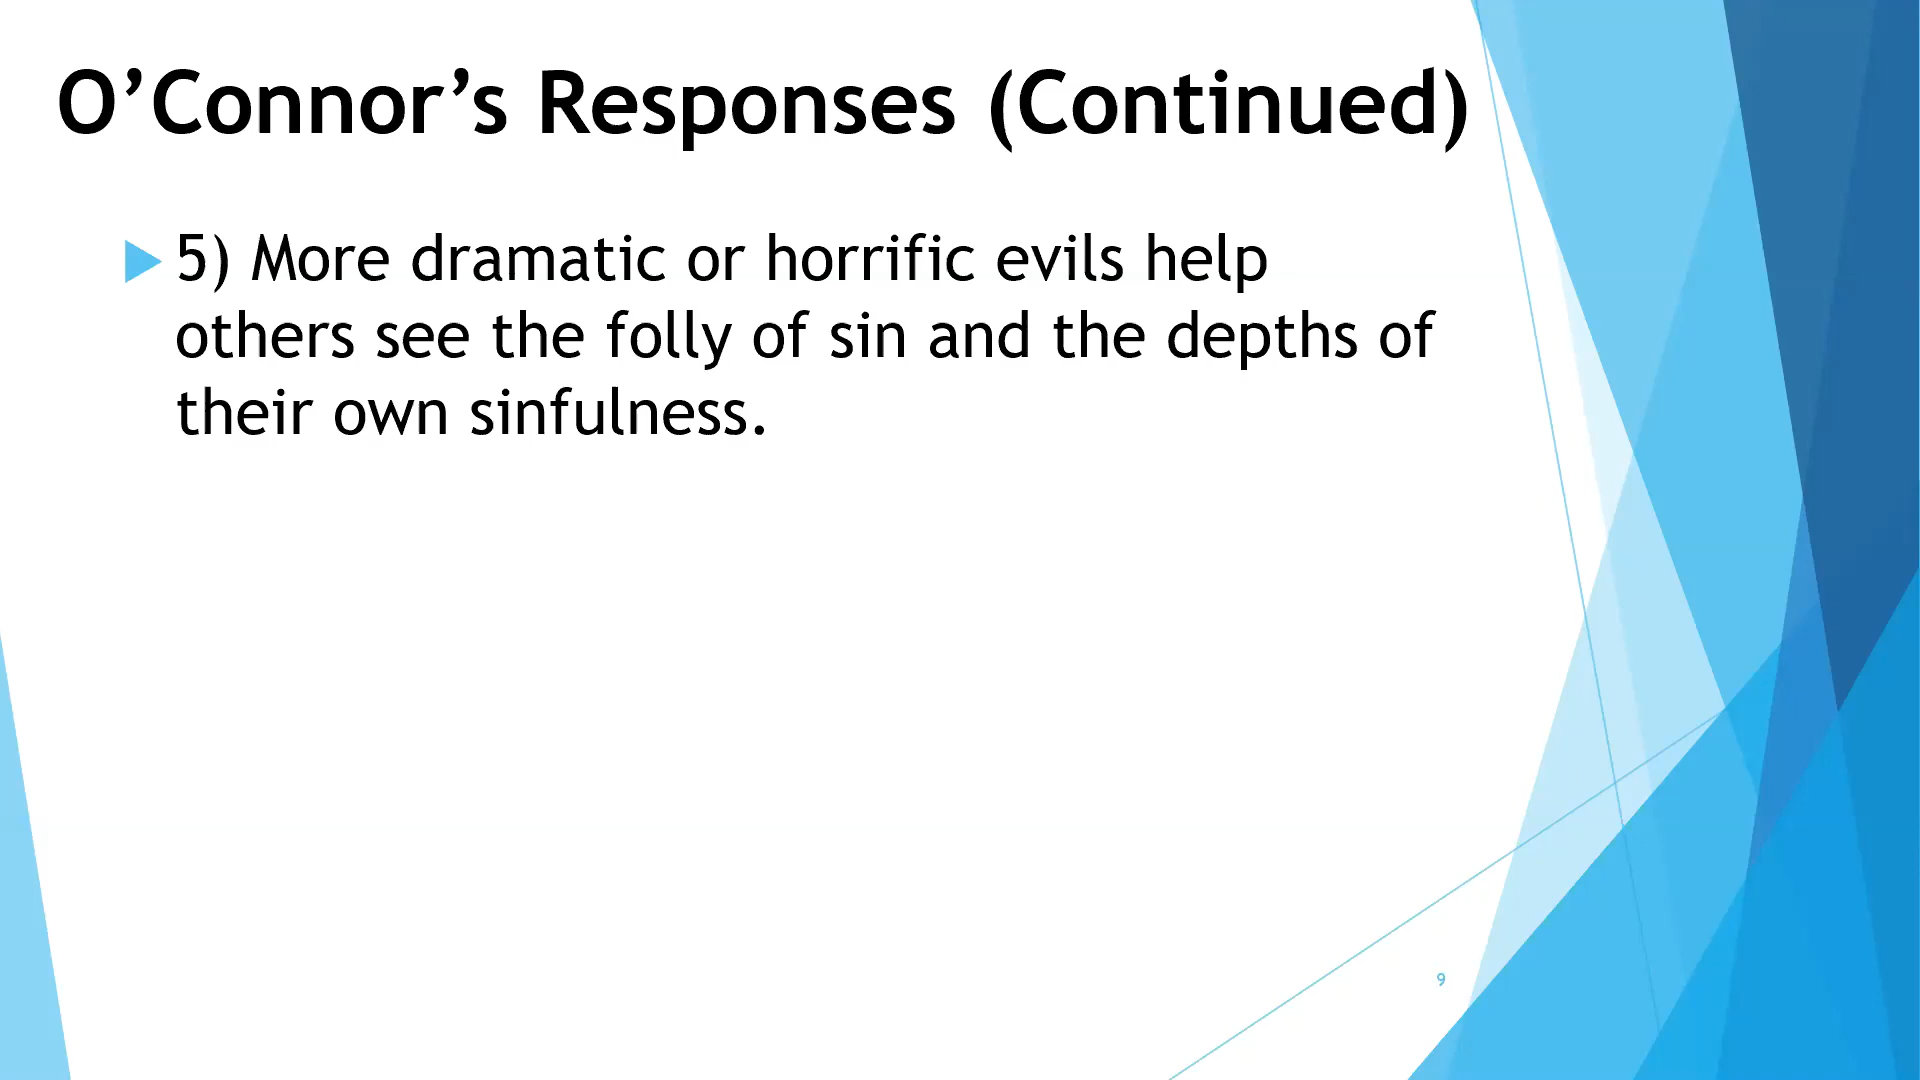 O’Connor’s Responses (Continued)
5) More dramatic or horrific evils help
others see the folly of sin and the depths of
their own sinfulness.
9